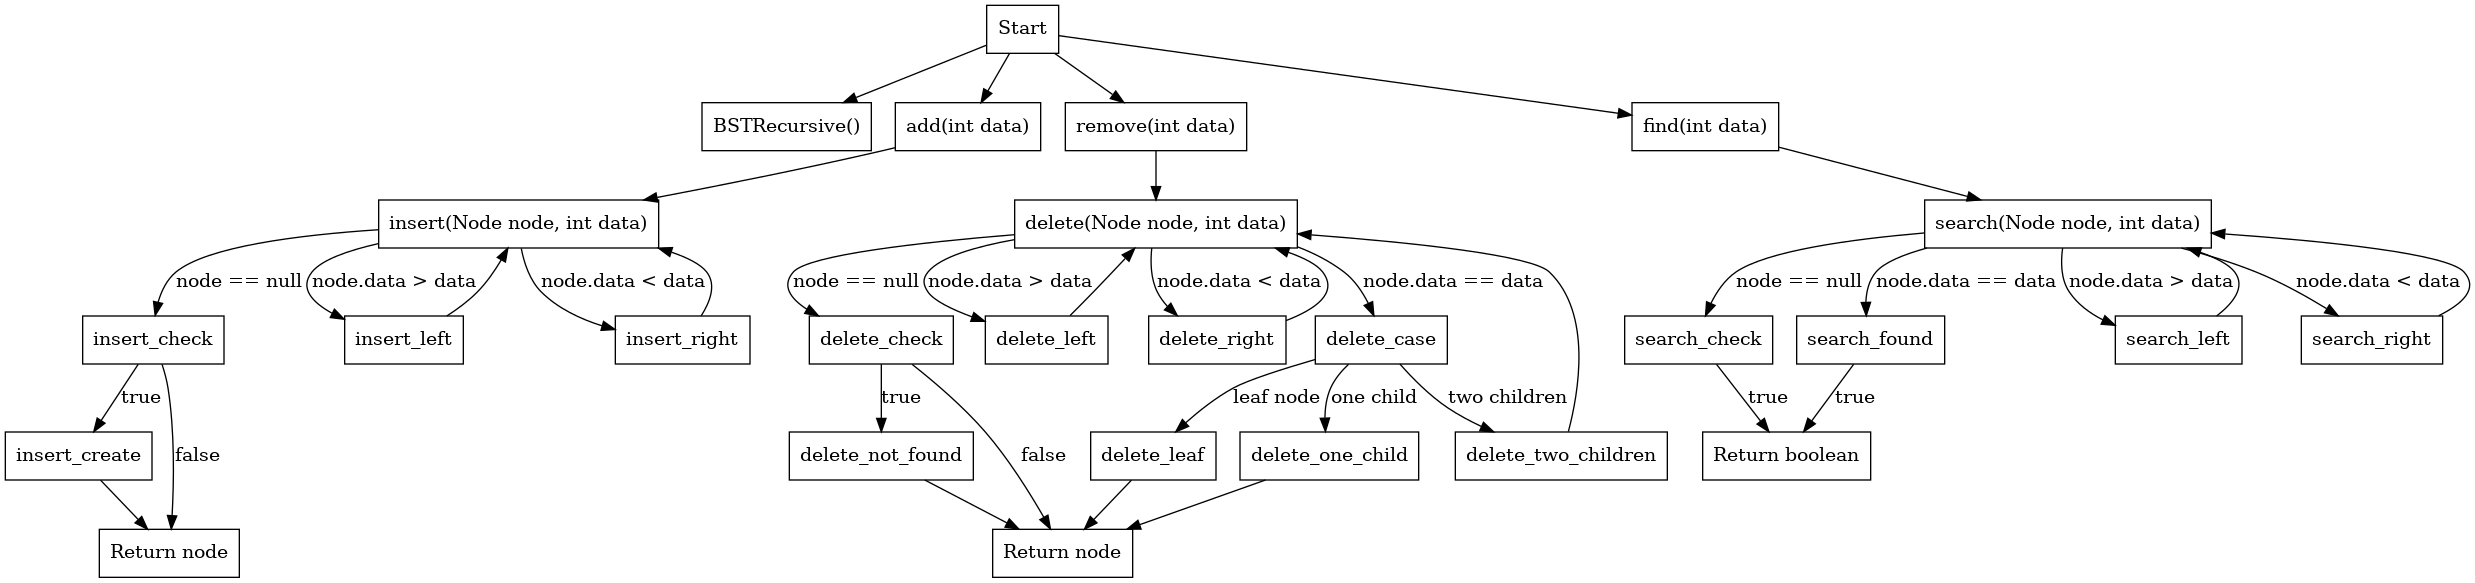 Start
BSTRecursive()
add(int data)
remove(int data)
find(int data)
insert(Node node, int data)
delete(Node node, int data)
search(Node node, int data)
node == null
node.data > data
node.data < data
node == null
node.data > data
node.data < data
node.data == data
node == null
node.data == data
node.data > data
node.data < data
insert_check
insert_left
insert_right
delete_check
delete_left
delete_right
delete_case
search_check
search_found
search_left
search_right
true
true
leaf node
one child
two children
true
true
insert_create
false
delete_not_found
false
delete_leaf
delete_one_child
delete_two_children
Return boolean
Return node
Return node